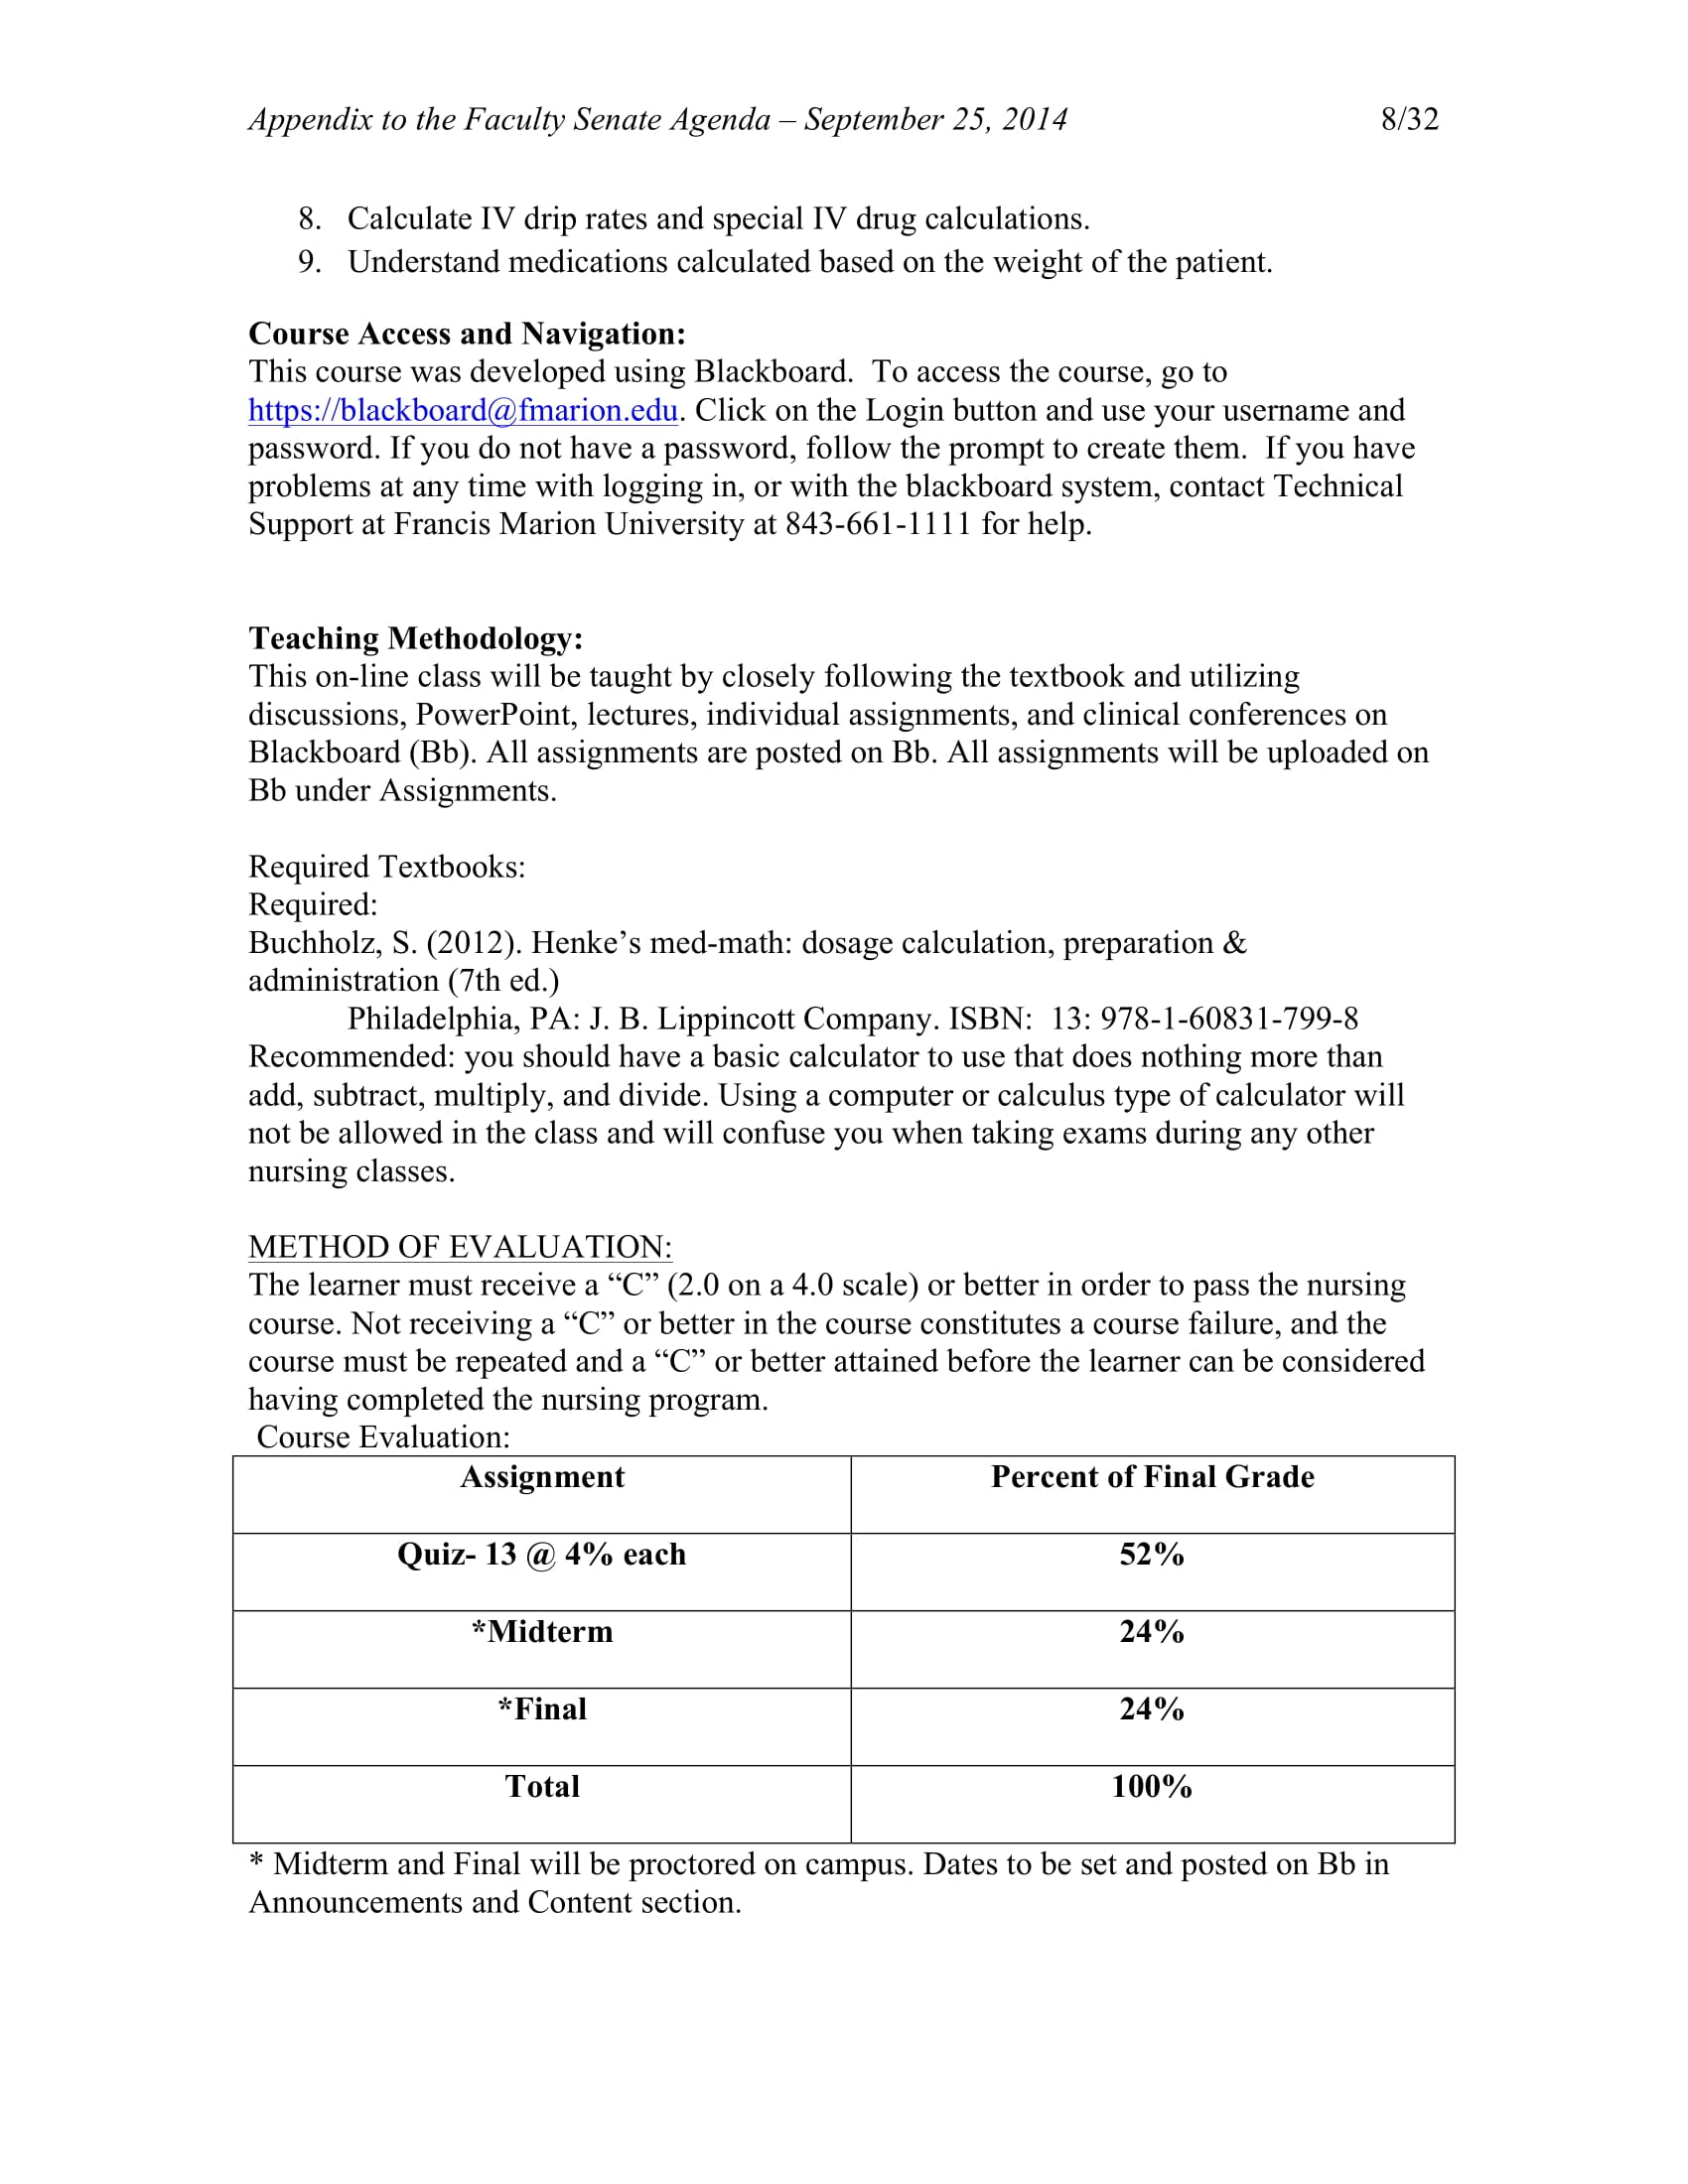 Appendix to the Faculty Senate Agenda – September 25, 2014 8/32
8. Calculate IV drip rates and special IV drug calculations.
9. Understand medications calculated based on the weight of the patient.
Course Access and Navigation:
This course was developed using Blackboard. To access the course, go to
https://blackboard@fmarion.edu. Click on the Login button and use your username and
password. If you do not have a password, follow the prompt to create them. If you have
problems at any time with logging in, or with the blackboard system, contact Technical
Support at Francis Marion University at 843-661-1111 for help.
Teaching Methodology:
This on-line class will be taught by closely following the textbook and utilizing
discussions, PowerPoint, lectures, individual assignments, and clinical conferences on
Blackboard (Bb). All assignments are posted on Bb. All assignments will be uploaded on
Bb under Assignments.
Required Textbooks:
Required:
Buchholz, S. (2012). Henke’s med-math: dosage calculation, preparation &
administration (7th ed.)
Philadelphia, PA: J. B. Lippincott Company. ISBN: 13: 978-1-60831-799-8
Recommended: you should have a basic calculator to use that does nothing more than
add, subtract, multiply, and divide. Using a computer or calculus type of calculator will
not be allowed in the class and will confuse you when taking exams during any other
nursing classes.
METHOD OF EVALUATION:
The learner must receive a “C” (2.0 on a 4.0 scale) or better in order to pass the nursing
course. Not receiving a “C” or better in the course constitutes a course failure, and the
course must be repeated and a “C” or better attained before the learner can be considered
having completed the nursing program.
Course Evaluation:
Assignment Percent of Final Grade
Quiz- 13 @ 4% each 52%
*Midterm 24%
*Final 24%
Total 100%
* Midterm and Final will be proctored on campus. Dates to be set and posted on Bb in
Announcements and Content section.